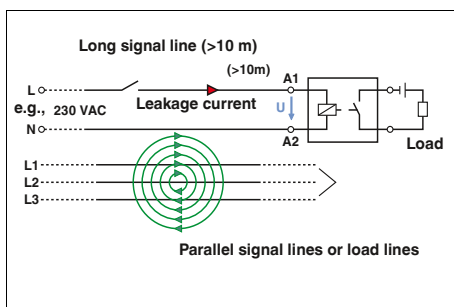 Long signal line (>10 m)
(>10m)
A1
L
e.g., 230 VAC
Leakage current
U
N
A2
Load
L1
L2
L3
Parallel signal lines or load lines